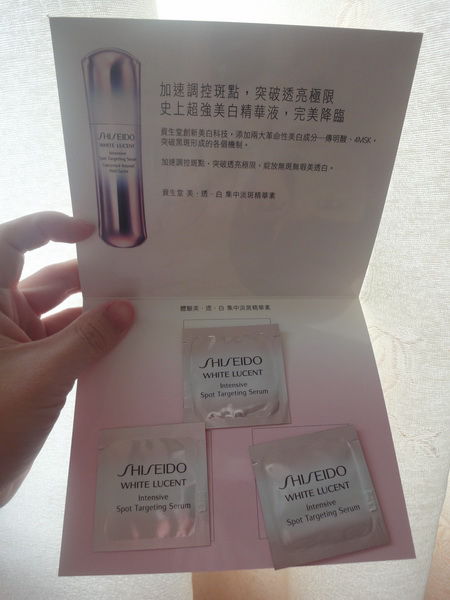 加速調控斑點，突破透亮極限
史上超強美白精華液，完美降臨
SHISEIDO
WHITE LUCENT
Intensive
Spot Targeting Serum
資生堂創新美白科技，添加兩大革命性美白成分─傳明酸、4MSK，
突破黑斑形成的各個機制。
加速調控斑點，突破透亮極限，綻放無斑無瑕美透白。
資生堂 美．透．白 集中淡斑精華素
體驗美．透．白 集中淡斑精華素
SHISEIDO
WHITE LUCENT
Intensive
Spot Targeting Serum
SHISEIDO
WHITE LUCENT
Intensive
Spot Targeting Serum
SHISEIDO
WHITE LUCENT
Intensive
Spot Targeting Serum